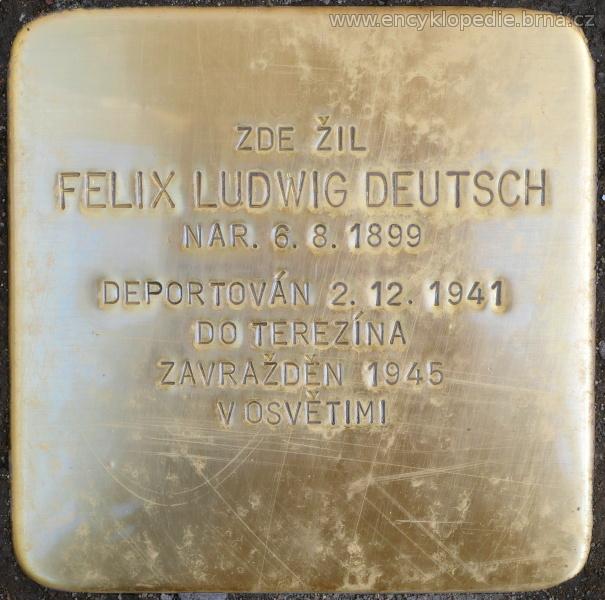 www.encyklopedie.brna.cz
ZDE ŽIL
FELIX LUDWIG DEUTSCH
NAR. 6. 8. 1899
DEPORTOVÁN 2. 12. 1941
DO TEREZÍNA
ZAVRAŽDĚN 1945
V OSVĚTIMI